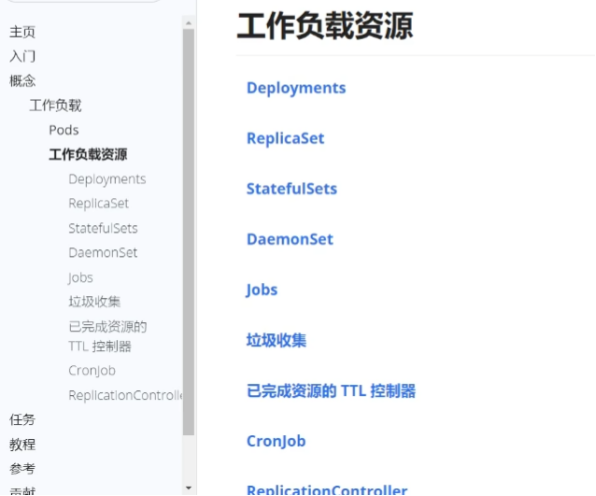 主页
入门
概念
工作负载
Pods
工作负载资源
Deployments
ReplicaSet
StatefulSets
DaemonSet
Jobs
垃圾收集
已完成资源的
TTL 控制器
CronJob
ReplicationControlle
任务
教程
参考
贡献
工作负载资源
Deployments
ReplicaSet
StatefulSets
DaemonSet
Jobs
垃圾收集
已完成资源的 TTL 控制器
CronJob
ReplicationController